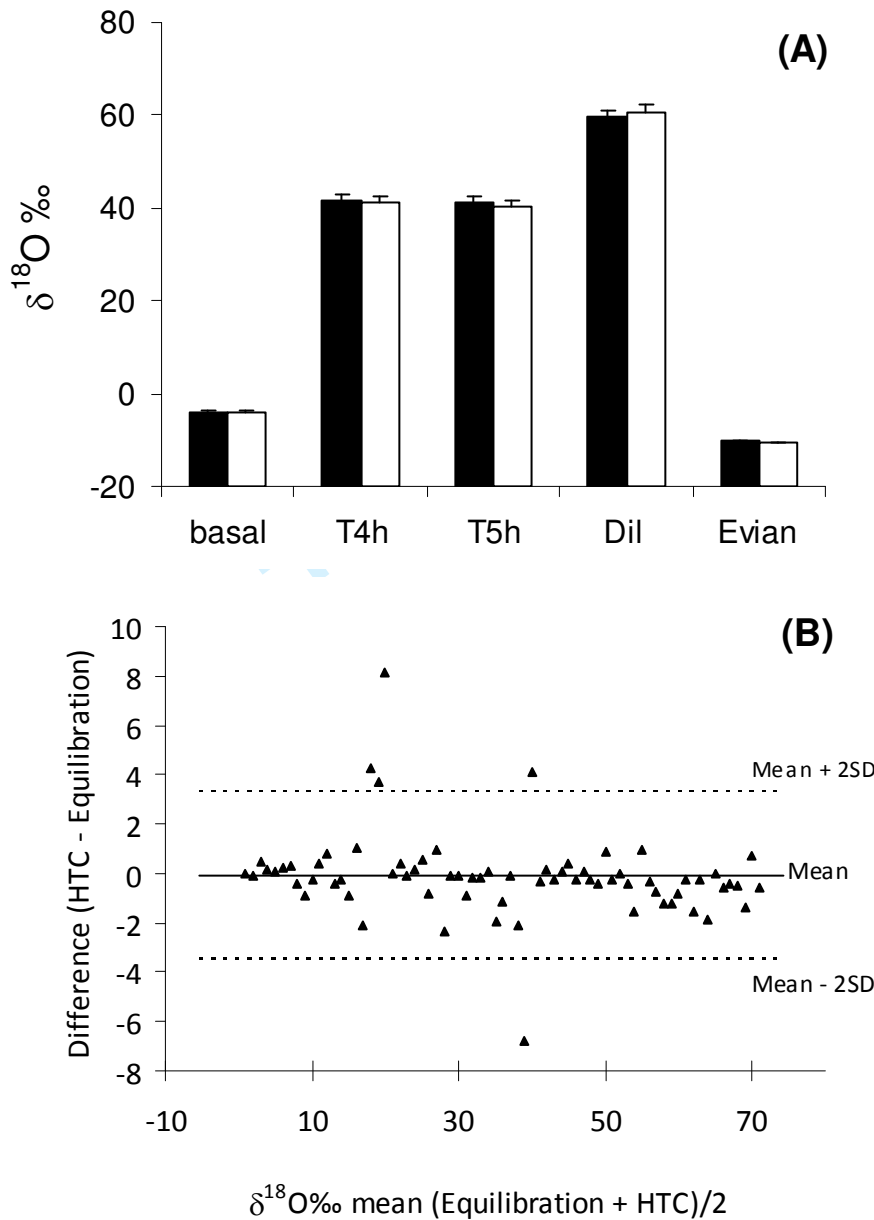 80
(A)
60
40
20
0
-20
δ¹⁸O ‰
basal T4h T5h Dil Evian
10
(B)
8
6
4
Mean + 2SD
2
0
Mean
-2
-4
Mean - 2SD
-6
-8
Difference (HTC - Equilibration)
-10 10 30 50 70
δ¹⁸O‰ mean (Equilibration + HTC)/2